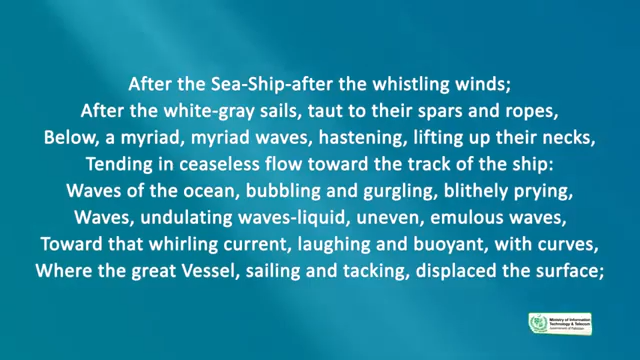 After the Sea-Ship-after the whistling winds;
After the white-gray sails, taut to their spars and ropes,
Below, a myriad, myriad waves, hastening, lifting up their necks,
Tending in ceaseless flow toward the track of the ship:
Waves of the ocean, bubbling and gurgling, blithely prying,
Waves, undulating waves-liquid, uneven, emulous waves,
Toward that whirling current, laughing and buoyant, with curves,
Where the great Vessel, sailing and tacking, displaced the surface;
Ministry of Information
Technology & Telecom
Government of Pakistan